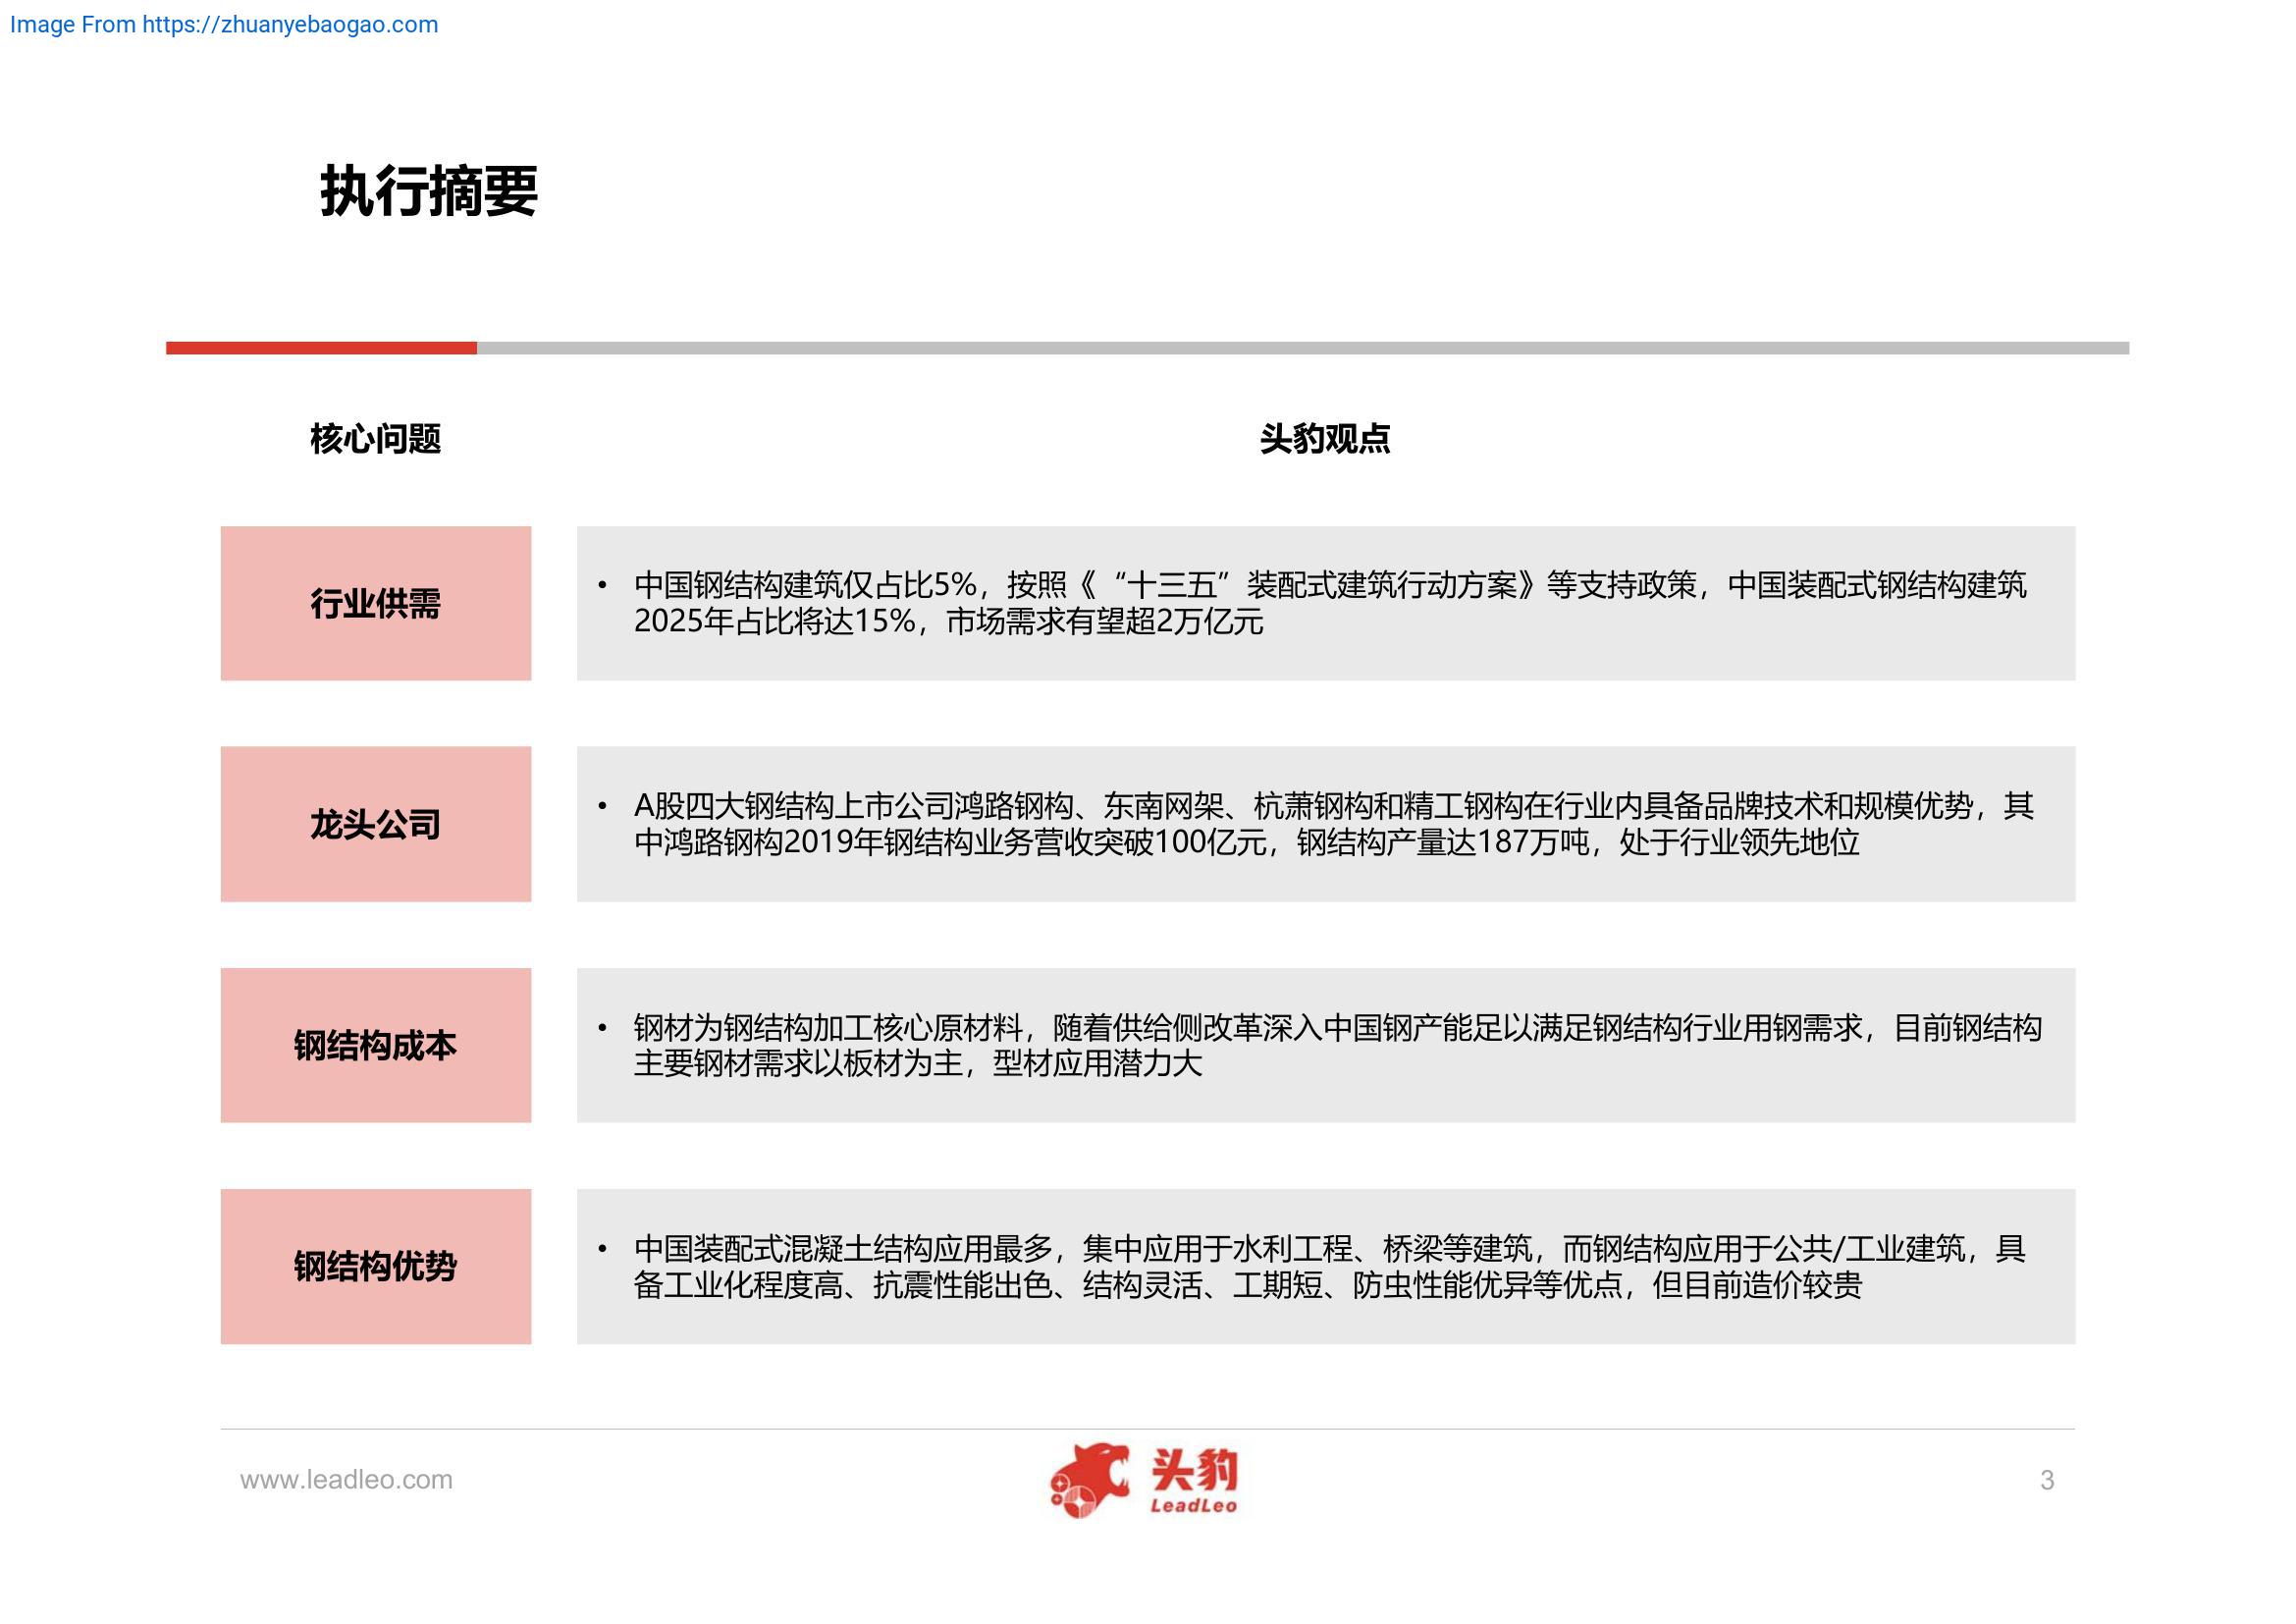 Image From https://zhuanyebaogao.com
执行摘要
核心问题
头豹观点
行业供需
• 中国钢结构建筑仅占比5%，按照《“十三五”装配式建筑行动方案》等支持政策，中国装配式钢结构建筑
2025年占比将达15%，市场需求有望超2万亿元
龙头公司
• A股四大钢结构上市公司鸿路钢构、东南网架、杭萧钢构和精工钢构在行业内具备品牌技术和规模优势，其
中鸿路钢构2019年钢结构业务营收突破100亿元，钢结构产量达187万吨，处于行业领先地位
钢结构成本
• 钢材为钢结构加工核心原材料，随着供给侧改革深入中国钢产能足以满足钢结构行业用钢需求，目前钢结构
主要钢材需求以板材为主，型材应用潜力大
钢结构优势
• 中国装配式混凝土结构应用最多，集中应用于水利工程、桥梁等建筑，而钢结构应用于公共/工业建筑，具
备工业化程度高、抗震性能出色、结构灵活、工期短、防虫性能优异等优点，但目前造价较贵
www.leadleo.com
头豹
LeadLeo
3